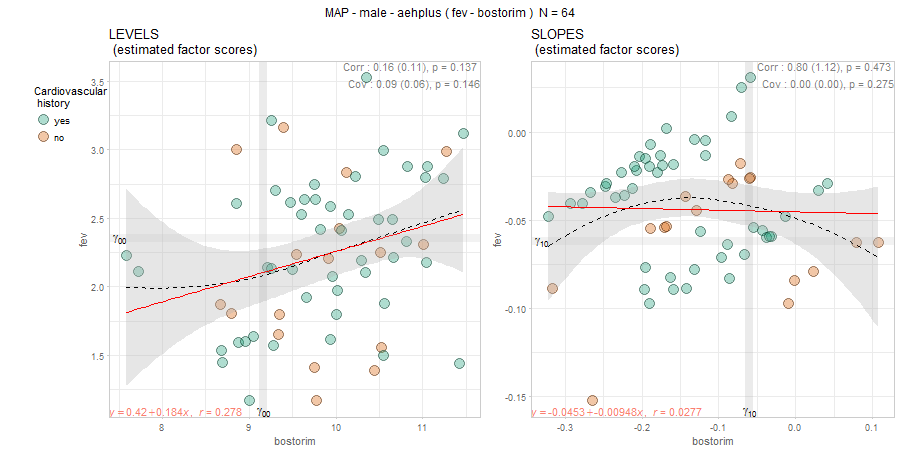 MAP - male - aehplus ( fev - bostorim ) N = 64
Cardiovascular
history
yes
no
LEVELS
(estimated factor scores)
Corr : 0.16 (0.11), p = 0.137
Cov : 0.09 (0.06), p = 0.146
3.5
3.0
2.5
2.0
1.5
fev
γ00
γ00
y = 0.42+0.184x, r = 0.278
8 9 10 11
bostorim
SLOPES
(estimated factor scores)
Corr : 0.80 (1.12), p = 0.473
Cov : 0.00 (0.00), p = 0.275
0.00
-0.05
-0.10
-0.15
fev
γ10
γ10
y = -0.0453+-0.00948x, r = 0.0277
-0.3 -0.2 -0.1 0.0 0.1
bostorim